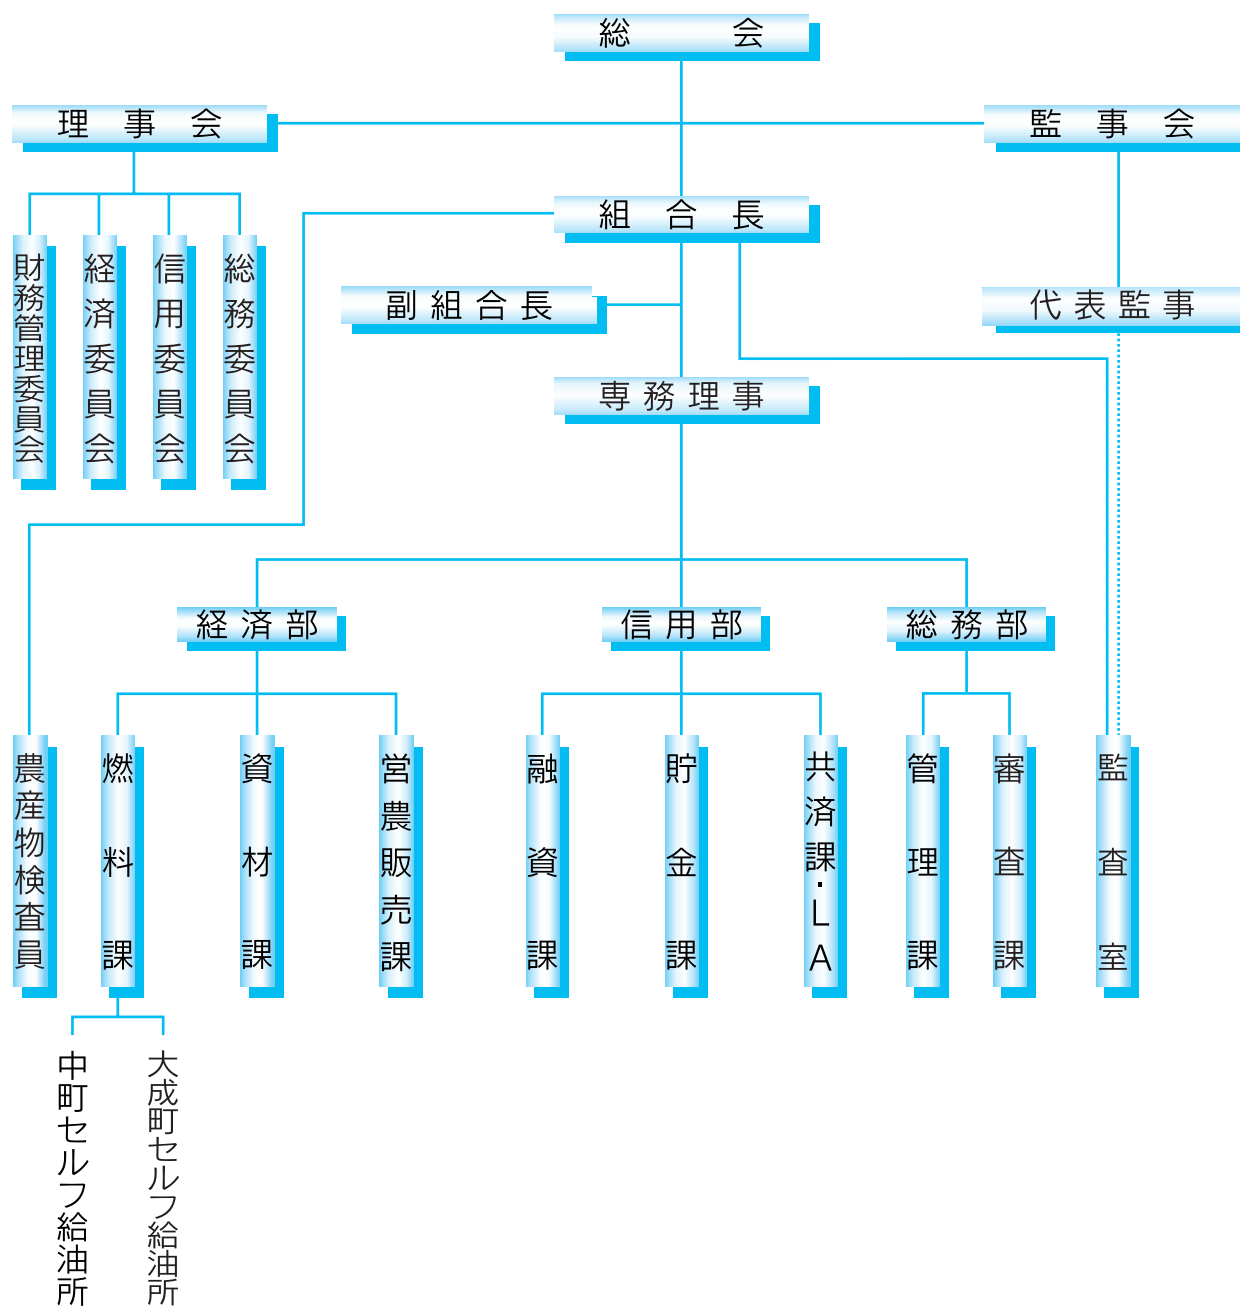 総会
理事会
監事会
組合長
副組合長
代表監事
専務理事
財務管理委員会
経済委員会
信用委員会
総務委員会
経済部
信用部
総務部
農産物検査員
燃料課
資材課
営農販売課
融資課
貯金課
共済課・LA
管理課
審査課
監査室
中町セルフ給油所
大成町セルフ給油所